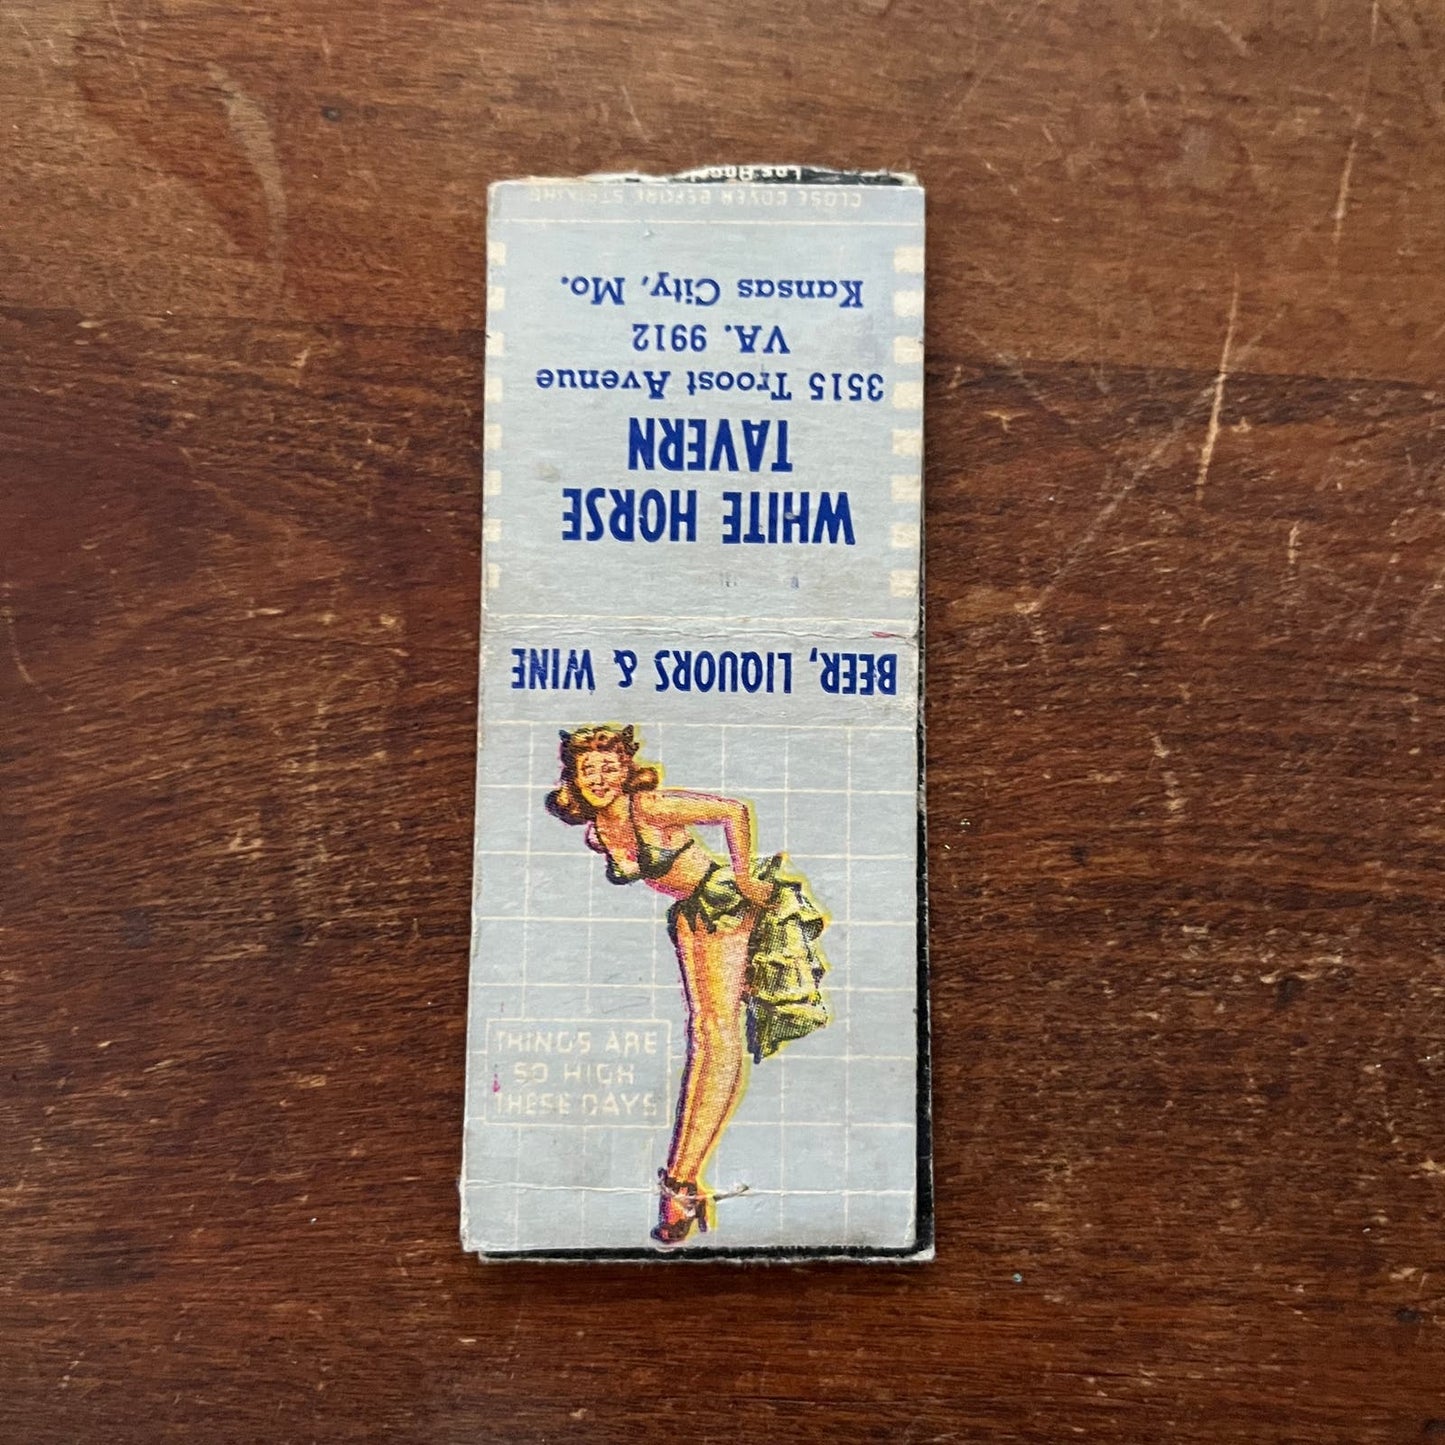 CLOSE COVER BEFORE STRIKING
WHITE HORSE
TAVERN
3515 Troost Avenue
VA. 9912
Kansas City, Mo.
BEER, LIQUORS & WINE
THINGS ARE
SO HIGH
THESE DAYS